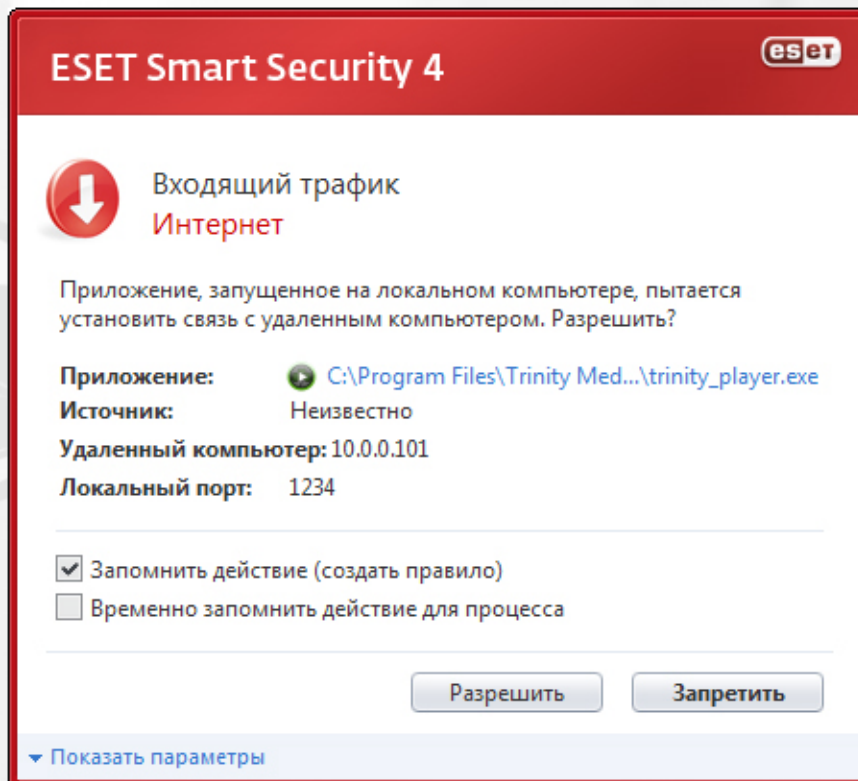 ESET Smart Security 4
eset
Входящий трафик
Интернет
Приложение, запущенное на локальном компьютере, пытается
установить связь с удаленным компьютером. Разрешить?
Приложение: C:\Program Files\Trinity Med...\trinity_player.exe
Источник: Неизвестно
Удаленный компьютер: 10.0.0.101
Локальный порт: 1234
Запомнить действие (создать правило)
Временно запомнить действие для процесса
Разрешить Запретить
Показать параметры